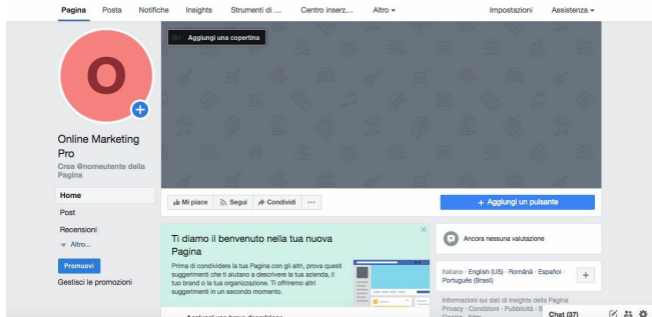 Pagina Posta Notifiche Insights Strumenti di ... Centro inserz... Altro Impostazioni Assistenza
Aggiungi una copertina
O
Online Marketing
Pro
Crea @nomeutente della
Pagina
Home
Post
Recensioni
Altro...
Promuovi
Gestisci le promozioni
Mi piace Segui Condividi ...
+ Aggiungi un pulsante
Ti diamo il benvenuto nella tua nuova
Pagina
Prima di condividere la tua Pagina con gli altri, prova questi
suggerimenti che ti aiutano a descrivere la tua azienda, il
tuo brand o la tua organizzazione. Ti offriremo altri
suggerimenti in un secondo momento.
Ancora nessuna valutazione
Italiano · English (US) · Română · Español ·
Português (Brasil)
Informazioni sui dati di Insights della Pagina
Privacy · Condizioni · Pubblicità · S
Chat (37)